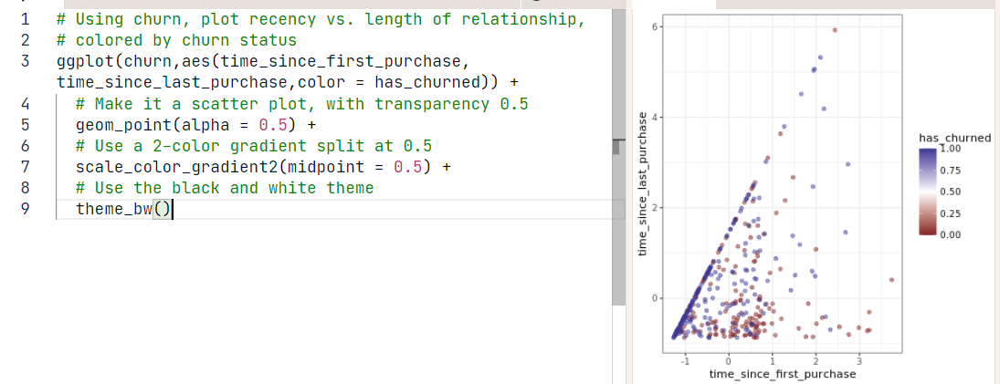 1 # Using churn, plot recency vs. length of relationship,
2 # colored by churn status
3 ggplot(churn,aes(time_since_first_purchase,
time_since_last_purchase,color = has_churned)) +
4 # Make it a scatter plot, with transparency 0.5
5 geom_point(alpha = 0.5) +
6 # Use a 2-color gradient split at 0.5
7 scale_color_gradient2(midpoint = 0.5) +
8 # Use the black and white theme
9 theme_bw()
time_since_last_purchase
6
4
2
0
-1 0 1 2 3
time_since_first_purchase
has_churned
1.00
0.75
0.50
0.25
0.00